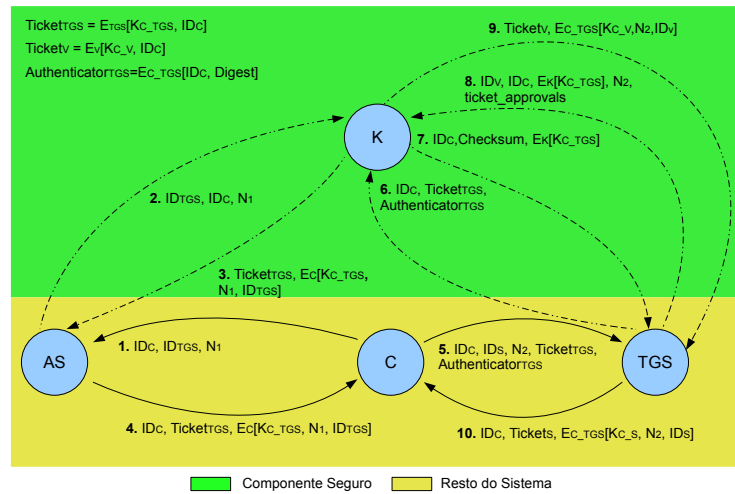 TicketTGS = ETGS[KC_TGS, IDC]
TicketV = EV[KC_V, IDC]
AuthenticatorTGS=EC_TGS[IDC, Digest]
9. TicketV, EC_TGS[KC_V,N2,IDV]
8. IDV, IDC, EK[KC_TGS], N2,
ticket_approvals
K
7. IDC,Checksum, EK[KC_TGS]
6. IDC, TicketTGS,
AuthenticatorTGS
2. IDTGS, IDC, N1
3. TicketTGS, EC[KC_TGS,
N1, IDTGS]
1. IDC, IDTGS, N1
5. IDC, IDS, N2, TicketTGS,
AuthenticatorTGS
AS
C
TGS
4. IDC, TicketTGS, EC[KC_TGS, N1, IDTGS]
10. IDC, TicketS, EC_TGS[KC_S, N2, IDS]
Componente Seguro
Resto do Sistema